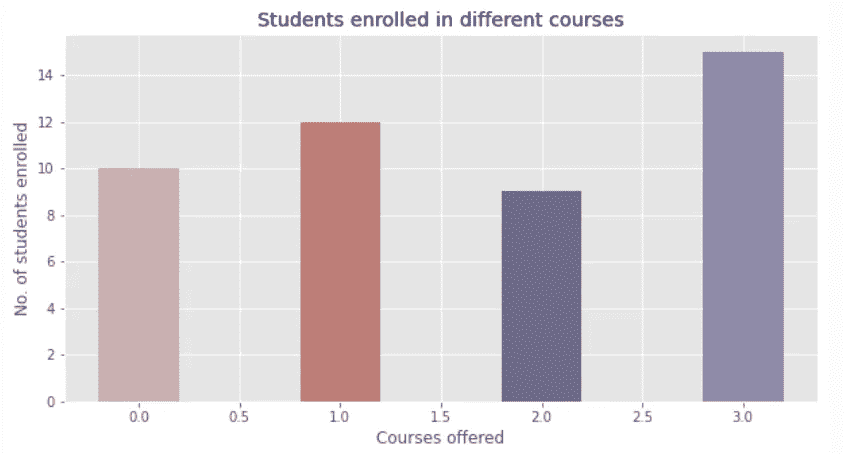 Students enrolled in different courses
No. of students enrolled
14
12
10
8
6
4
2
0
0.0 0.5 1.0 1.5 2.0 2.5 3.0
Courses offered